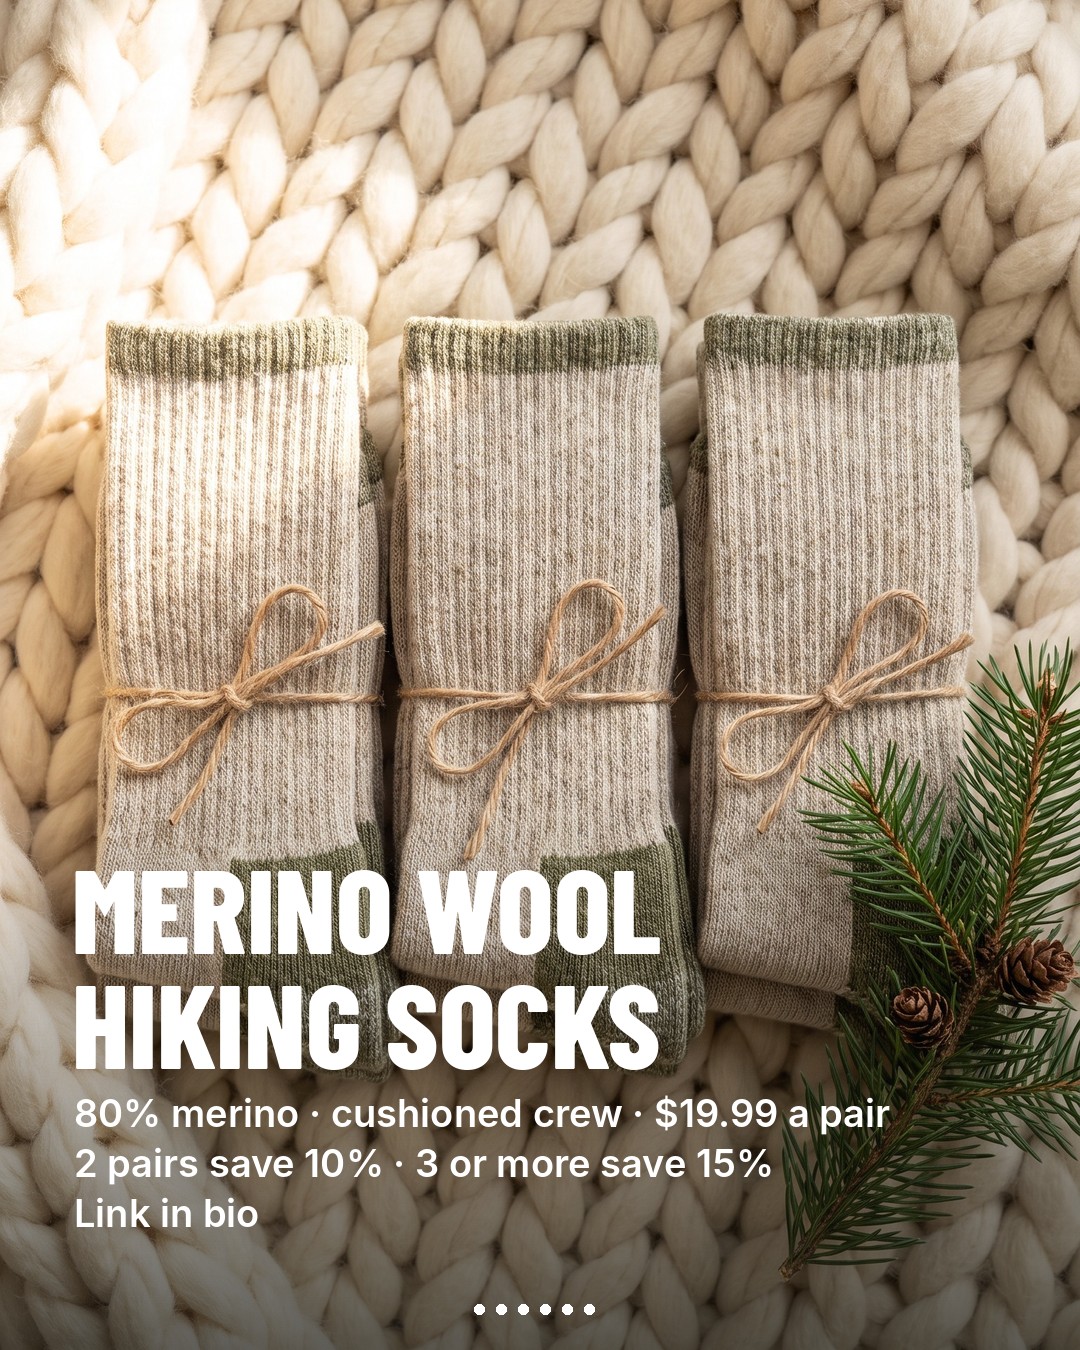 MERINO WOOL
HIKING SOCKS
80% merino · cushioned crew · $19.99 a pair
2 pairs save 10% · 3 or more save 15%
Link in bio